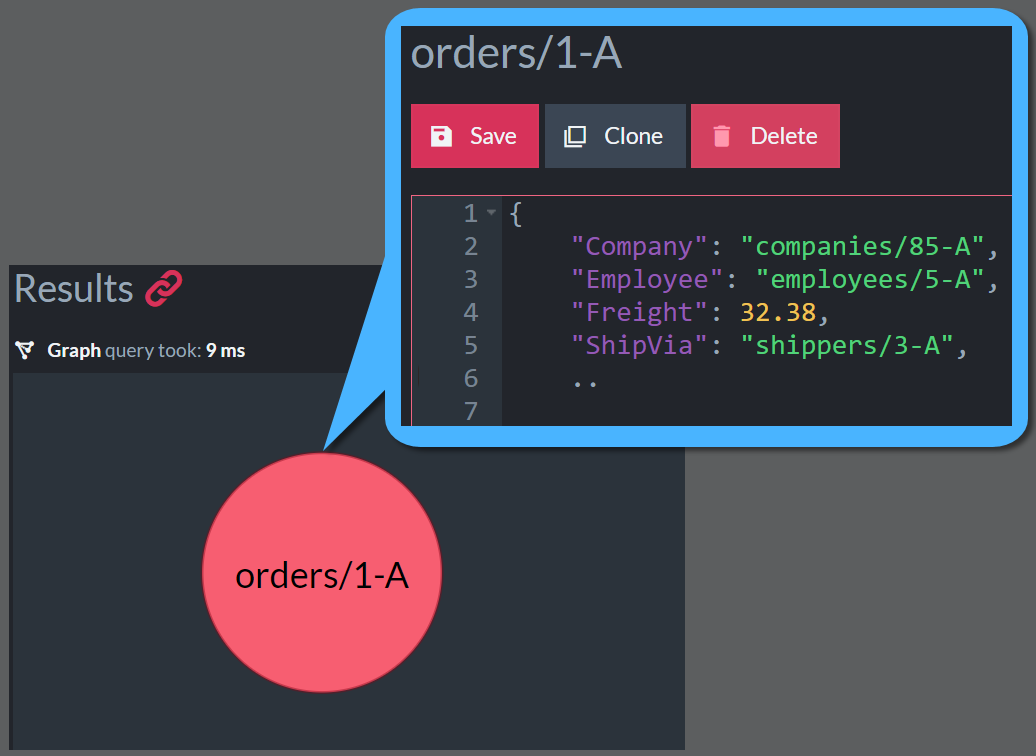 orders/1-A
Save Clone Delete
1 {
2 "Company": "companies/85-A",
3 "Employee": "employees/5-A",
4 "Freight": 32.38,
5 "ShipVia": "shippers/3-A",
6 ..
7
Results
Graph query took: 9 ms
orders/1-A